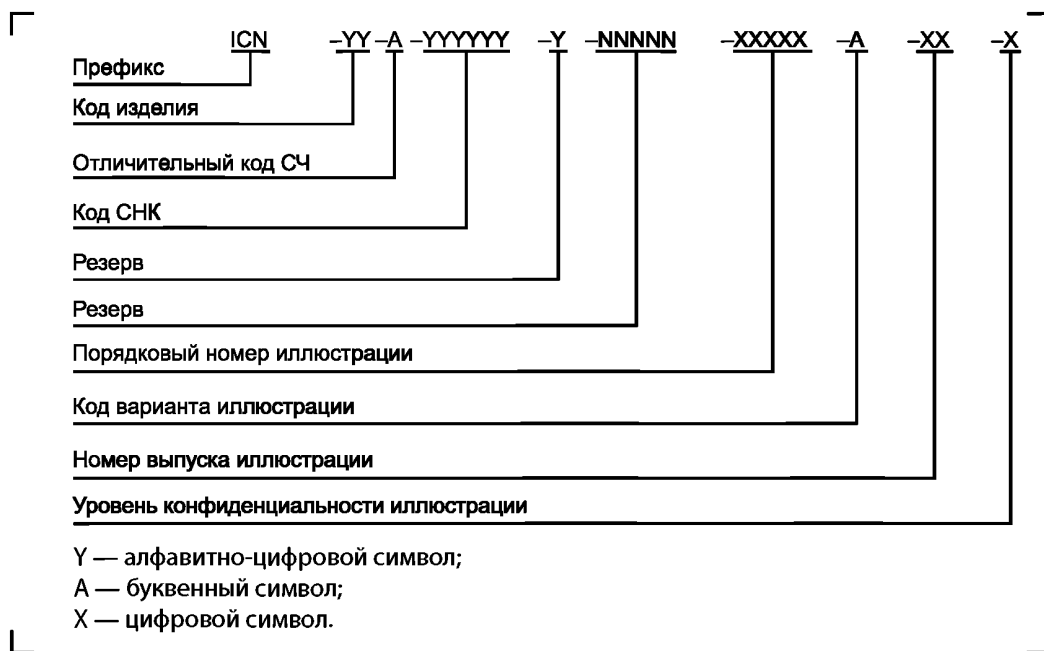 ICN –YY –A –YYYYYY –Y –NNNNN –XXXXX –A –XX –X
Префикс
Код изделия
Отличительный код СЧ
Код СНК
Резерв
Резерв
Порядковый номер иллюстрации
Код варианта иллюстрации
Номер выпуска иллюстрации
Уровень конфиденциальности иллюстрации
Y — алфавитно-цифровой символ;
A — буквенный символ;
X — цифровой символ.